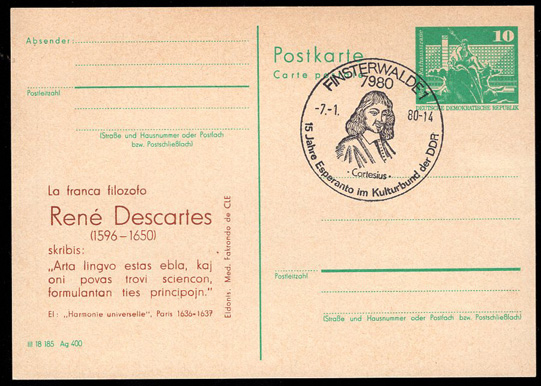 Absender:
Postleitzahl
(Straße und Hausnummer oder Postfach
bzw. Postschließfach)
La franca filozofo
René Descartes
(1596–1650)
skribis:
„Arta lingvo estas ebla, kaj
oni povas trovi sciencon,
formulantan ties principojn.“
El: „Harmonie universelle“, Paris 1636-1637
Eldonis. Med. Fakrondo de CLE
III 18 185 Ag 400
Postkarte
Carte postale
10
DEUTSCHE DEMOKRATISCHE REPUBLIK
FINSTERWALDE 1
7980
-7.-1. 80-14
· Cartesius ·
15 Jahre Esperanto im Kulturbund der DDR
Postleitzahl
(Straße und Hausnummer oder Postfach bzw. Postschließfach)